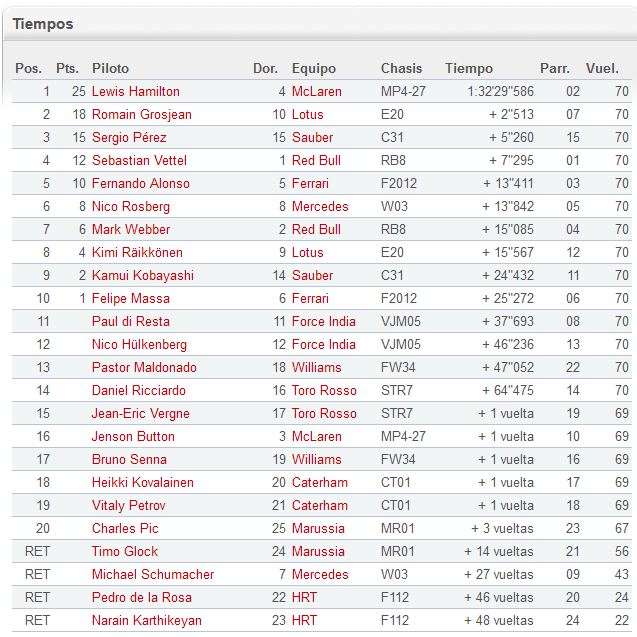 Tiempos
Pos. Pts. Piloto Dor. Equipo Chasis Tiempo Parr. Vuel.
1 25 Lewis Hamilton 4 McLaren MP4-27 1:32'29"586 02 70
2 18 Romain Grosjean 10 Lotus E20 + 2"513 07 70
3 15 Sergio Pérez 15 Sauber C31 + 5"260 15 70
4 12 Sebastian Vettel 1 Red Bull RB8 + 7"295 01 70
5 10 Fernando Alonso 5 Ferrari F2012 + 13"411 03 70
6 8 Nico Rosberg 8 Mercedes W03 + 13"842 05 70
7 6 Mark Webber 2 Red Bull RB8 + 15"085 04 70
8 4 Kimi Räikkönen 9 Lotus E20 + 15"567 12 70
9 2 Kamui Kobayashi 14 Sauber C31 + 24"432 11 70
10 1 Felipe Massa 6 Ferrari F2012 + 25"272 06 70
11 Paul di Resta 11 Force India VJM05 + 37"693 08 70
12 Nico Hülkenberg 12 Force India VJM05 + 46"236 13 70
13 Pastor Maldonado 18 Williams FW34 + 47"052 22 70
14 Daniel Ricciardo 16 Toro Rosso STR7 + 64"475 14 70
15 Jean-Eric Vergne 17 Toro Rosso STR7 + 1 vuelta 19 69
16 Jenson Button 3 McLaren MP4-27 + 1 vuelta 10 69
17 Bruno Senna 19 Williams FW34 + 1 vuelta 16 69
18 Heikki Kovalainen 20 Caterham CT01 + 1 vuelta 17 69
19 Vitaly Petrov 21 Caterham CT01 + 1 vuelta 18 69
20 Charles Pic 25 Marussia MR01 + 3 vueltas 23 67
RET Timo Glock 24 Marussia MR01 + 14 vueltas 21 56
RET Michael Schumacher 7 Mercedes W03 + 27 vueltas 09 43
RET Pedro de la Rosa 22 HRT F112 + 46 vueltas 20 24
RET Narain Karthikeyan 23 HRT F112 + 48 vueltas 24 22